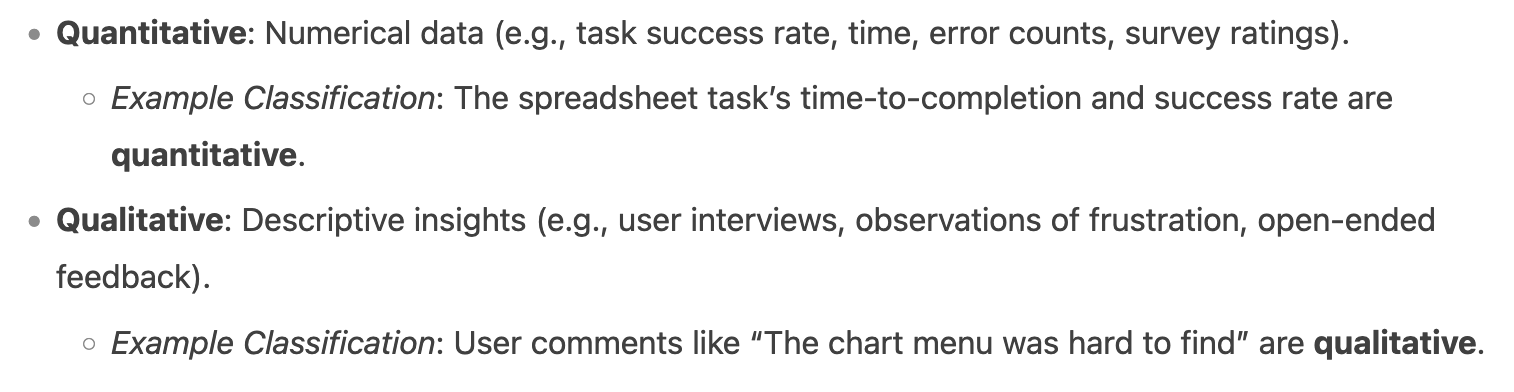 • Quantitative: Numerical data (e.g., task success rate, time, error counts, survey ratings).
◦ Example Classification: The spreadsheet task’s time-to-completion and success rate are
quantitative.
• Qualitative: Descriptive insights (e.g., user interviews, observations of frustration, open-ended
feedback).
◦ Example Classification: User comments like “The chart menu was hard to find” are qualitative.